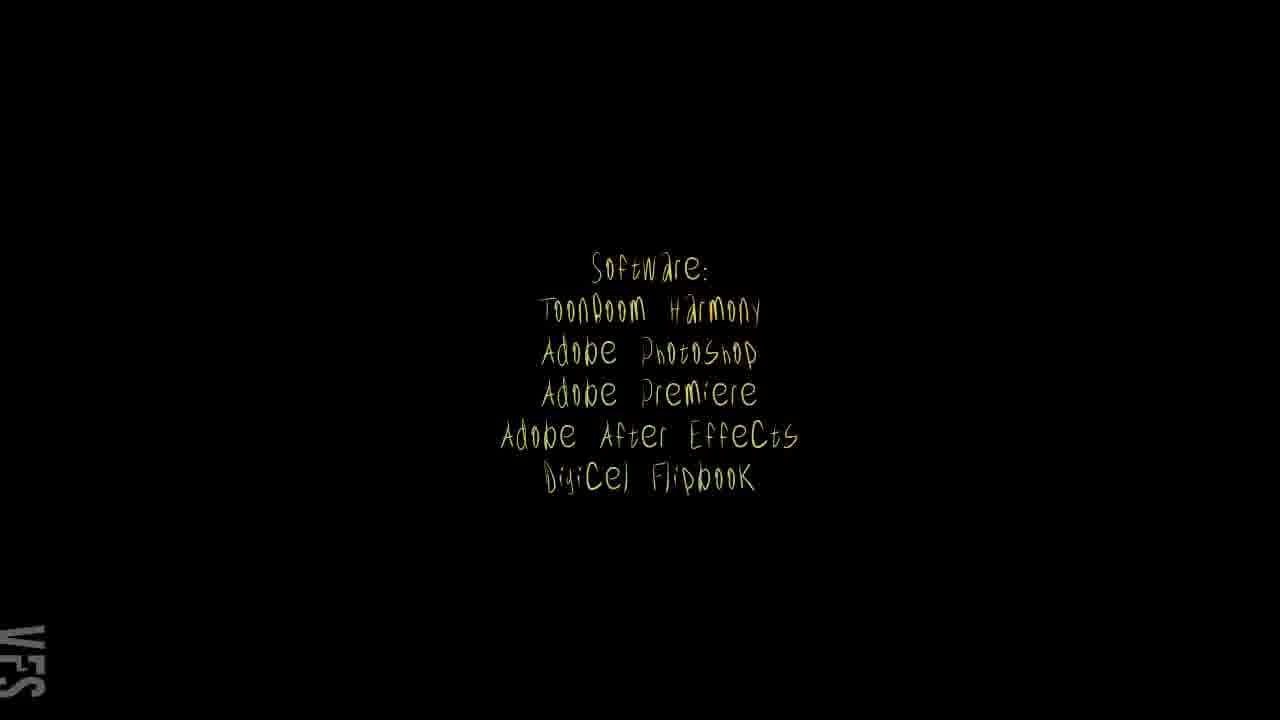 Software:
ToonBoom Harmony
Adobe Photoshop
Adobe Premiere
Adobe After Effects
DigiCel Flipbook
VFS